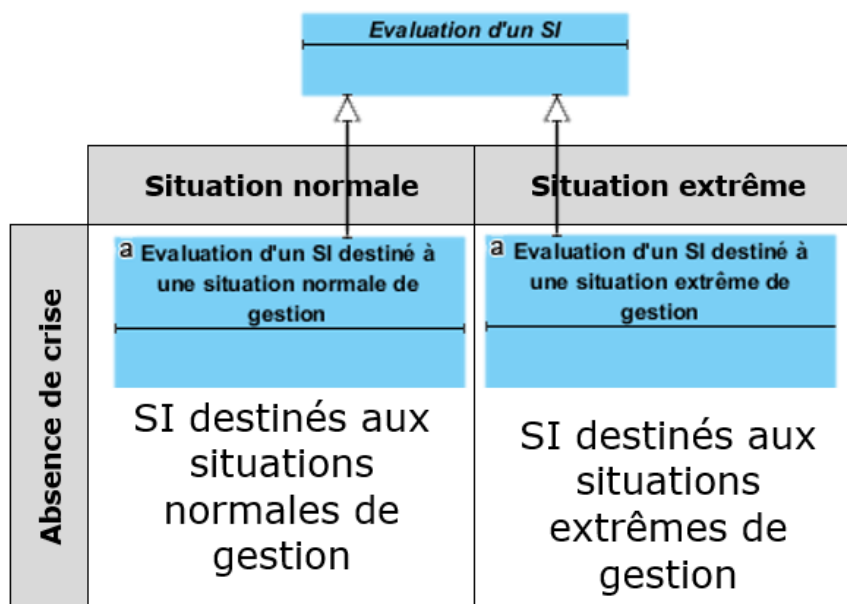 Evaluation d'un SI
Situation normale
Situation extrême
Absence de crise
a Evaluation d'un SI destiné à
une situation normale de
gestion
SI destinés aux
situations
normales de
gestion
a Evaluation d'un SI destiné à
une situation extrême de
gestion
SI destinés aux
situations
extrêmes de
gestion